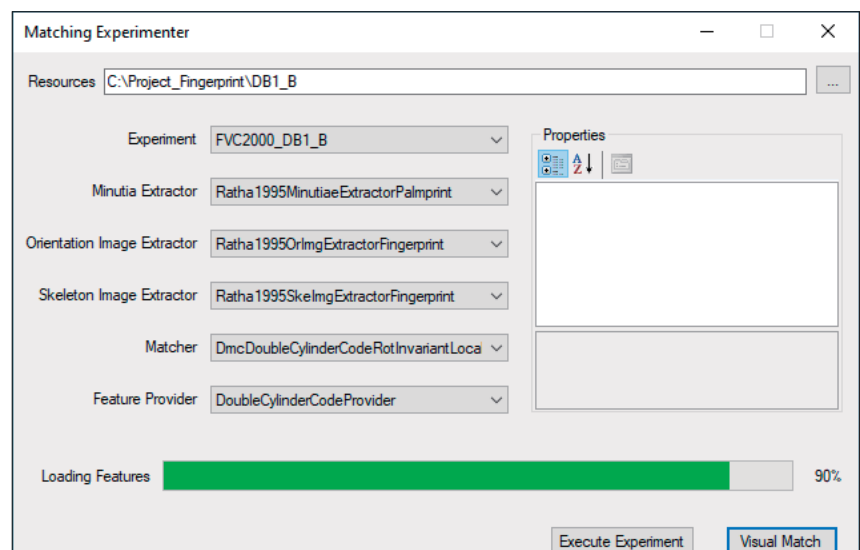 Matching Experimenter
Resources C:\Project_Fingerprint\DB1_B ...
Experiment FVC2000_DB1_B
Properties
Minutia Extractor Ratha1995MinutiaeExtractorPalmprint
Orientation Image Extractor Ratha1995OrImgExtractorFingerprint
Skeleton Image Extractor Ratha1995SkeImgExtractorFingerprint
Matcher DmcDoubleCylinderCodeRotInvariantLocal
Feature Provider DoubleCylinderCodeProvider
Loading Features 90%
Execute Experiment Visual Match